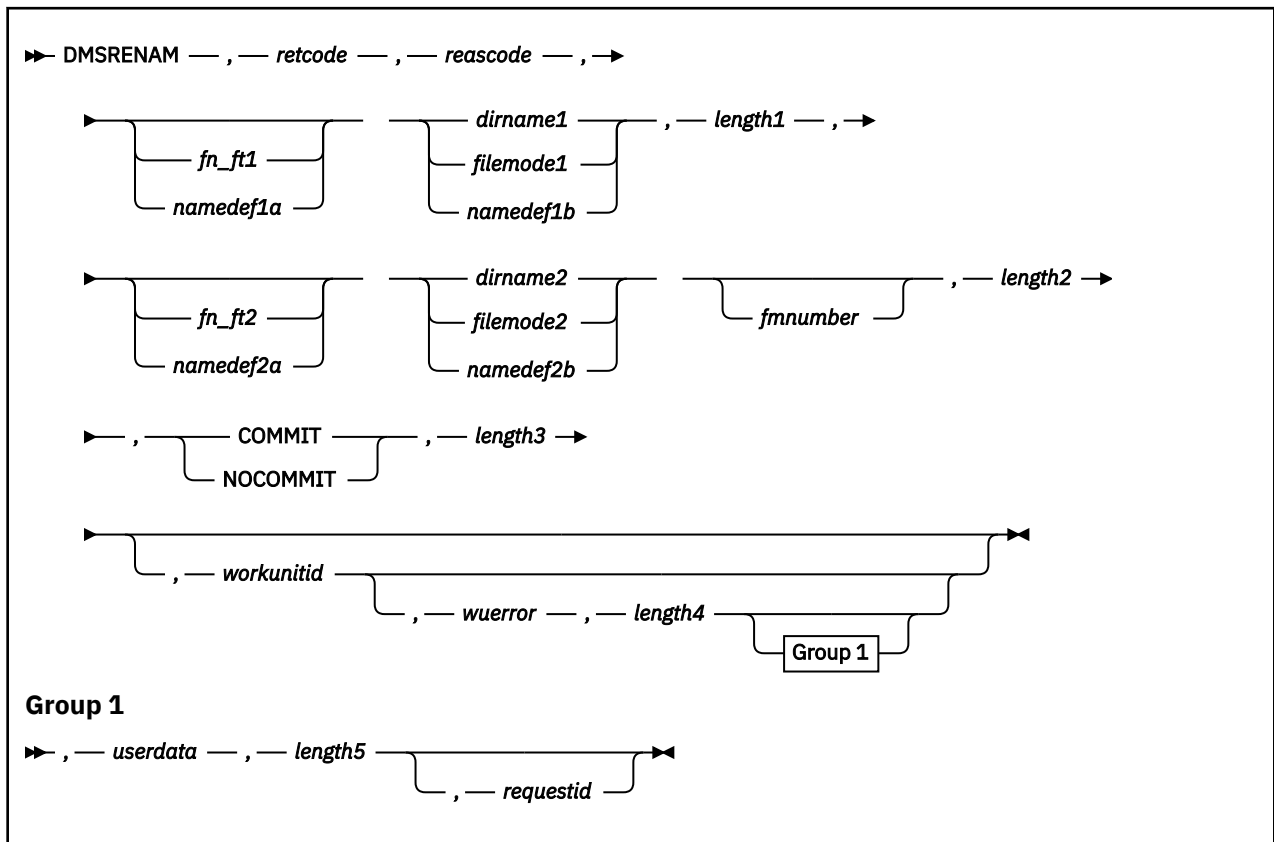 DMSRENAM , retcode , reascode ,
dirname1 , length1 ,
fn_ft1 filemode1
namedef1a namedef1b
dirname2 , length2
fn_ft2 filemode2 fmnumber
namedef2a namedef2b
, COMMIT , length3
NOCOMMIT
, workunitid
, wuerror , length4
Group 1
Group 1
, userdata , length5
, requestid